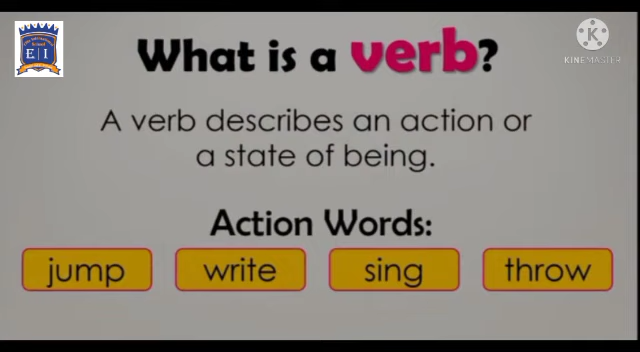 E I
What is a verb?
K
KINEMASTER
A verb describes an action or
a state of being.
Action Words:
jump write sing throw